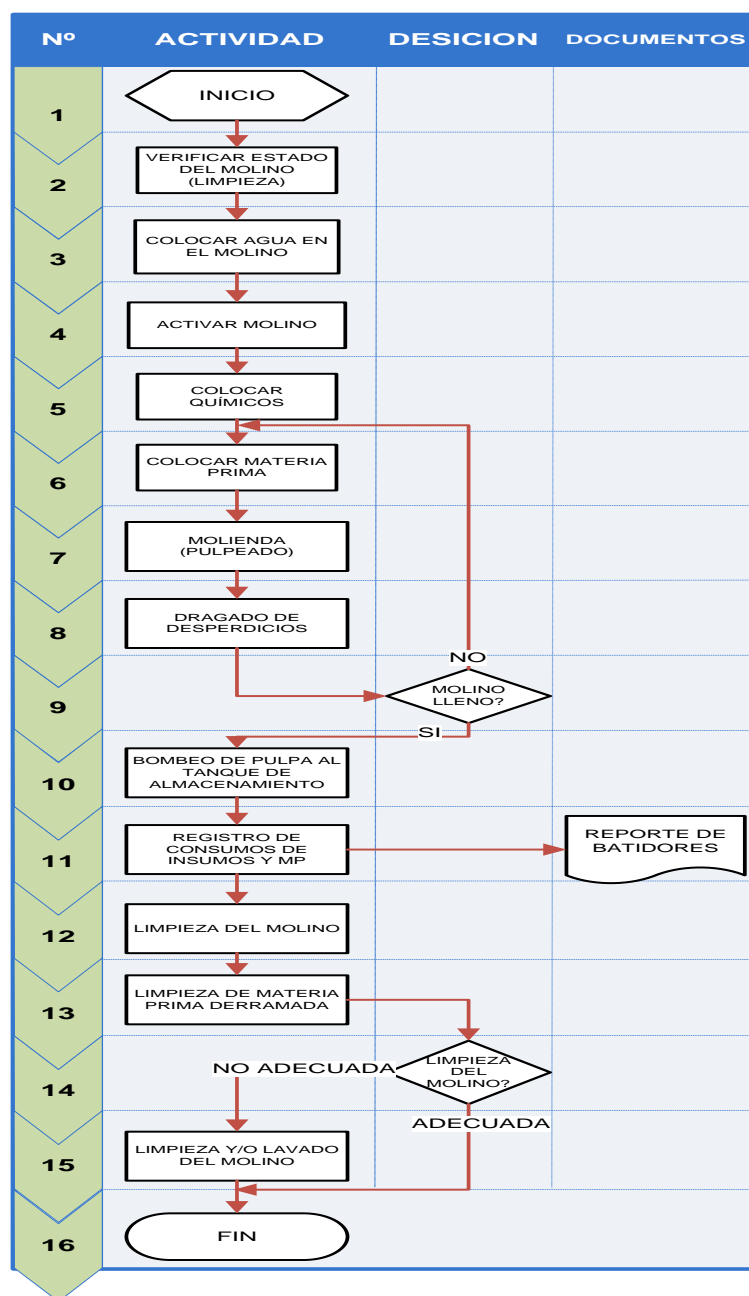 Nº ACTIVIDAD DESICION DOCUMENTOS
1
INICIO
2
VERIFICAR ESTADO
DEL MOLINO
(LIMPIEZA)
3
COLOCAR AGUA EN
EL MOLINO
4
ACTIVAR MOLINO
5
COLOCAR
QUÍMICOS
6
COLOCAR MATERIA
PRIMA
7
MOLIENDA
(PULPEADO)
8
DRAGADO DE
DESPERDICIOS
NO
9
MOLINO
LLENO?
SI
10
BOMBEO DE PULPA AL
TANQUE DE
ALMACENAMIENTO
11
REGISTRO DE
CONSUMOS DE
INSUMOS Y MP
REPORTE DE
BATIDORES
12
LIMPIEZA DEL MOLINO
13
LIMPIEZA DE MATERIA
PRIMA DERRAMADA
14
NO ADECUADA
LIMPIEZA
DEL
MOLINO?
ADECUADA
15
LIMPIEZA Y/O LAVADO
DEL MOLINO
16
FIN